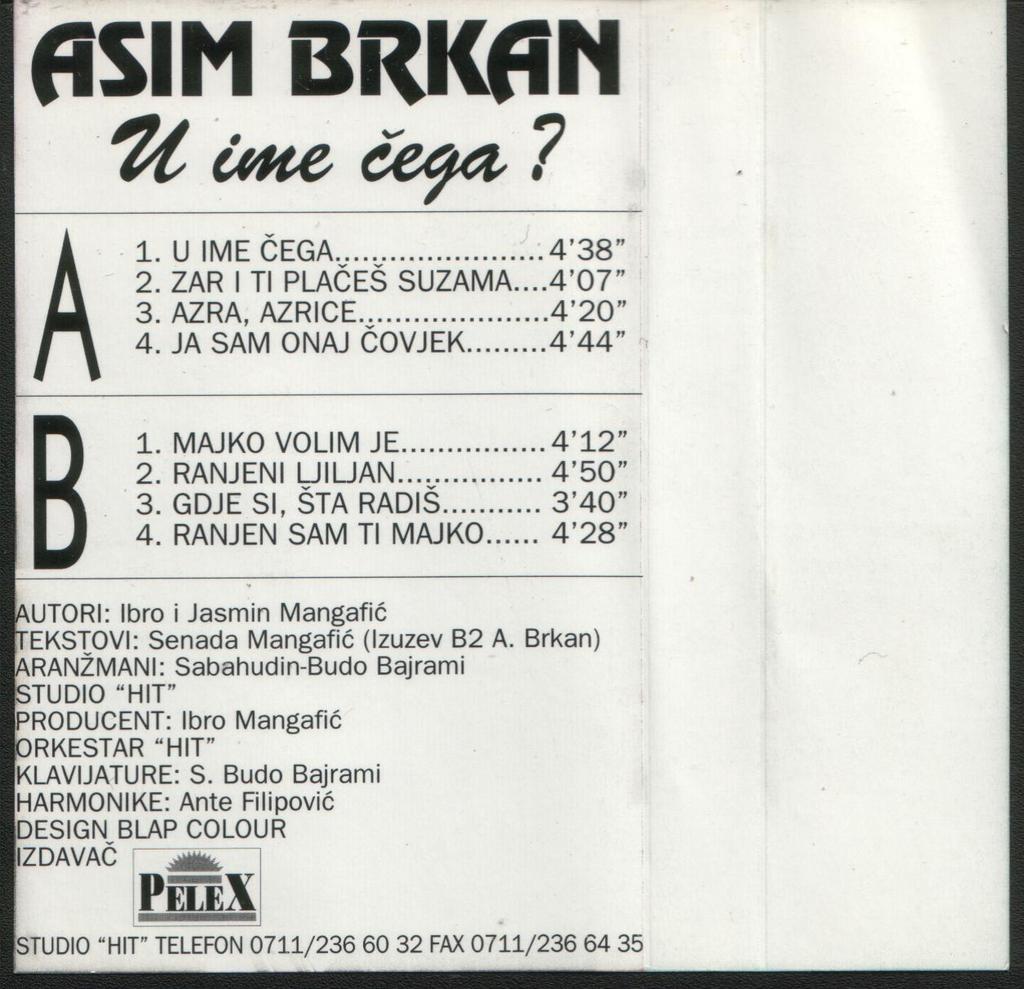 ASIM BRKAN
U ime čega?
A
1. U IME ČEGA......................4'38"
2. ZAR I TI PLAČEŠ SUZAMA....4'07"
3. AZRA, AZRICE....................4'20"
4. JA SAM ONAJ ČOVJEK.........4'44"
B
1. MAJKO VOLIM JE................ 4'12"
2. RANJENI LJILJAN................ 4'50"
3. GDJE SI, ŠTA RADIŠ........... 3'40"
4. RANJEN SAM TI MAJKO...... 4'28"
AUTORI: Ibro i Jasmin Mangafić
TEKSTOVI: Senada Mangafić (Izuzev B2 A. Brkan)
ARANŽMANI: Sabahudin-Budo Bajrami
STUDIO “HIT”
PRODUCENT: Ibro Mangafić
ORKESTAR “HIT”
KLAVIJATURE: S. Budo Bajrami
HARMONIKE: Ante Filipović
DESIGN BLAP COLOUR
IZDAVAČ PELEX
STUDIO “HIT” TELEFON 0711/236 60 32 FAX 0711/236 64 35